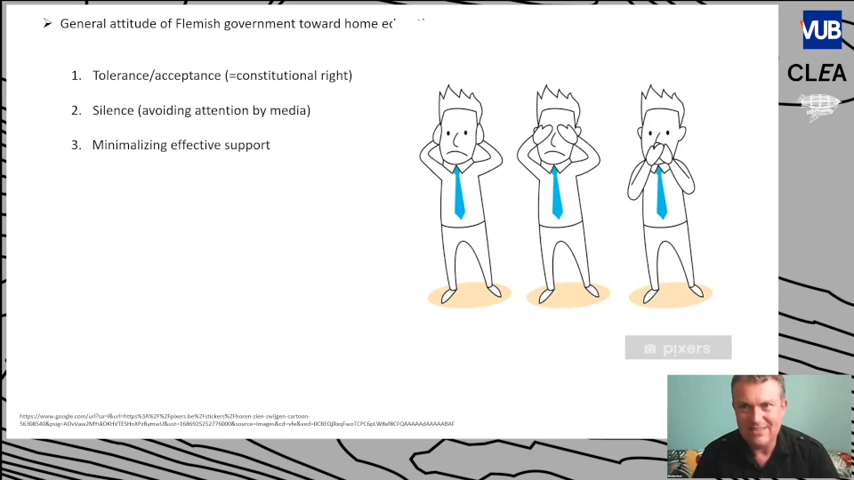 ➢ General attitude of Flemish government toward home
1. Tolerance/acceptance (=constitutional right)
2. Silence (avoiding attention by media)
3. Minimalizing effective support
VUB
CLEA
pixers